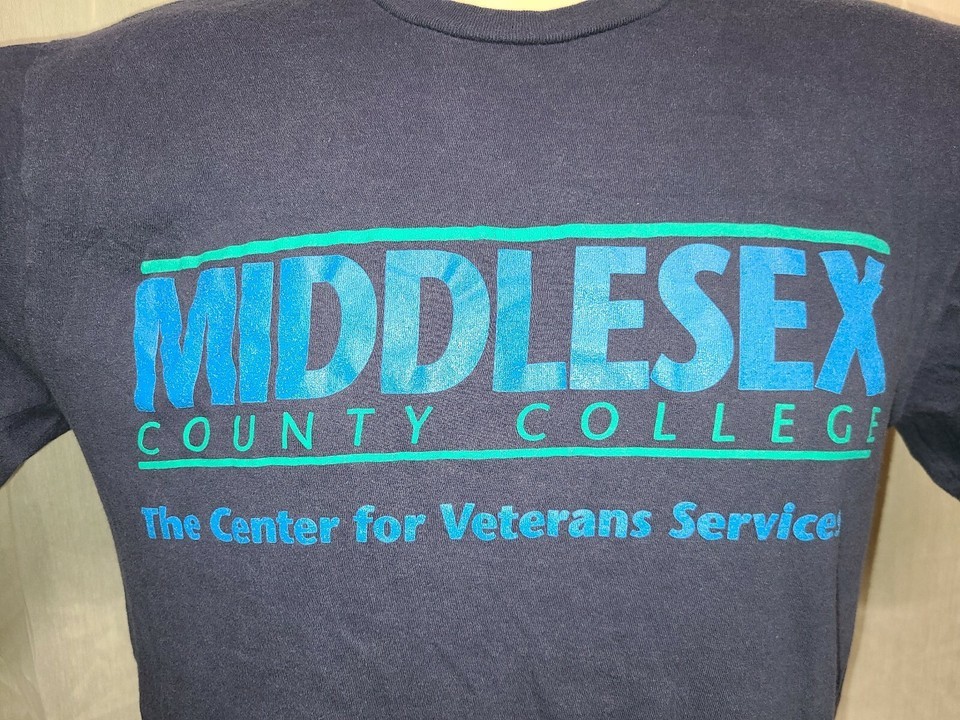 MIDDLESEX
COUNTY COLLEGE
The Center for Veterans Services